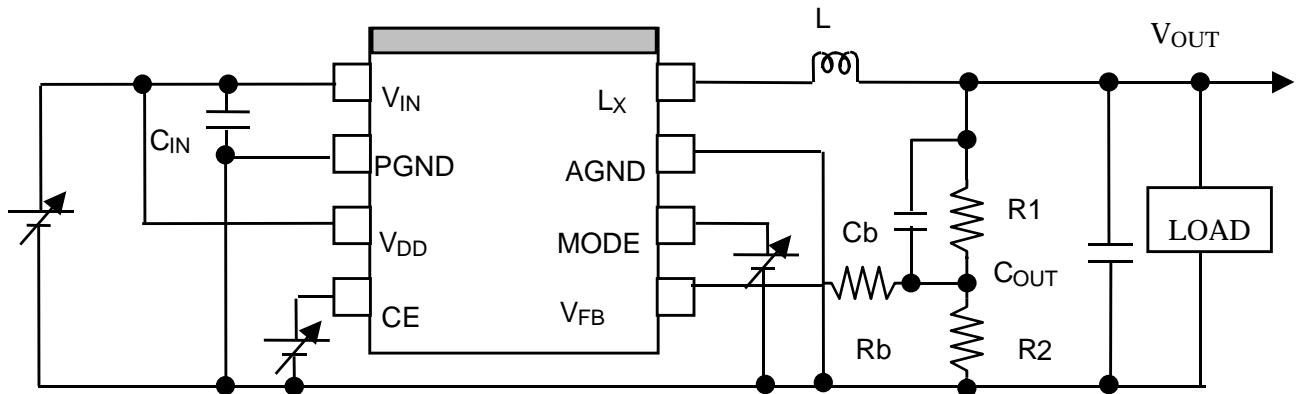 L
VOUT
VIN
LX
CIN
PGND
AGND
R1
Cb
LOAD
VDD
MODE
COUT
CE
VFB
Rb
R2